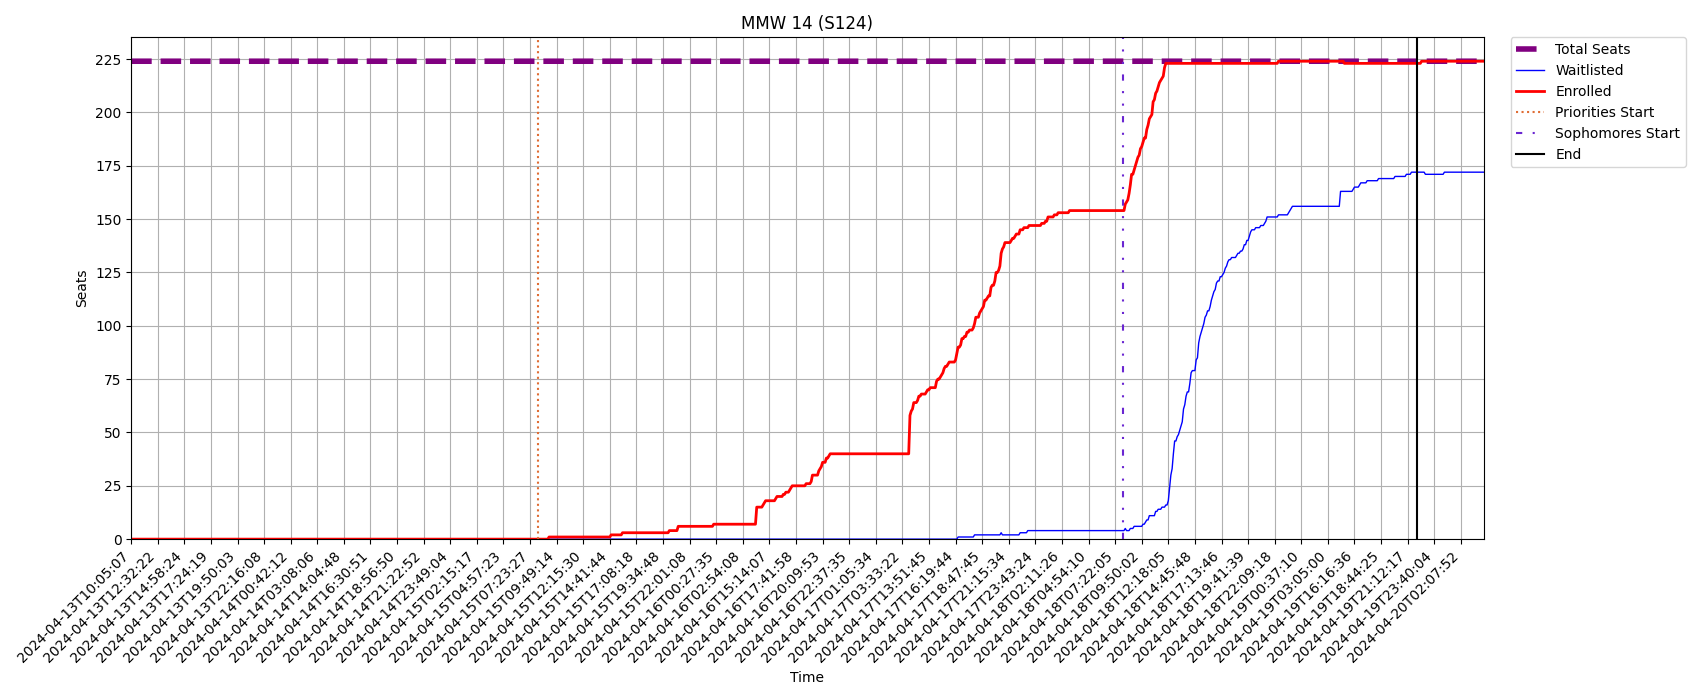 MMW 14 (S124)
Total Seats
Waitlisted
Enrolled
Priorities Start
Sophomores Start
End
Seats
225
200
175
150
125
100
75
50
25
0
2024-04-13T10:05:07
2024-04-13T12:32:22
2024-04-13T14:58:24
2024-04-13T17:24:19
2024-04-13T19:50:03
2024-04-13T22:16:08
2024-04-14T00:42:12
2024-04-14T03:08:06
2024-04-14T14:04:48
2024-04-14T16:30:51
2024-04-14T18:56:50
2024-04-14T21:22:52
2024-04-14T23:49:04
2024-04-15T02:15:17
2024-04-15T04:57:23
2024-04-15T07:23:27
2024-04-15T09:49:14
2024-04-15T12:15:30
2024-04-15T14:41:44
2024-04-15T17:08:18
2024-04-15T19:34:48
2024-04-15T22:01:08
2024-04-16T00:27:35
2024-04-16T02:54:08
2024-04-16T15:14:07
2024-04-16T17:41:58
2024-04-16T20:09:53
2024-04-16T22:37:35
2024-04-17T01:05:34
2024-04-17T03:33:22
2024-04-17T13:51:45
2024-04-17T16:19:44
2024-04-17T18:47:45
2024-04-17T21:15:34
2024-04-17T23:43:24
2024-04-18T02:11:26
2024-04-18T04:54:10
2024-04-18T07:22:05
2024-04-18T09:50:02
2024-04-18T12:18:05
2024-04-18T14:45:48
2024-04-18T17:13:46
2024-04-18T19:41:39
2024-04-18T22:09:18
2024-04-19T00:37:10
2024-04-19T03:05:00
2024-04-19T16:16:36
2024-04-19T18:44:25
2024-04-19T21:12:17
2024-04-19T23:40:04
2024-04-20T02:07:52
Time